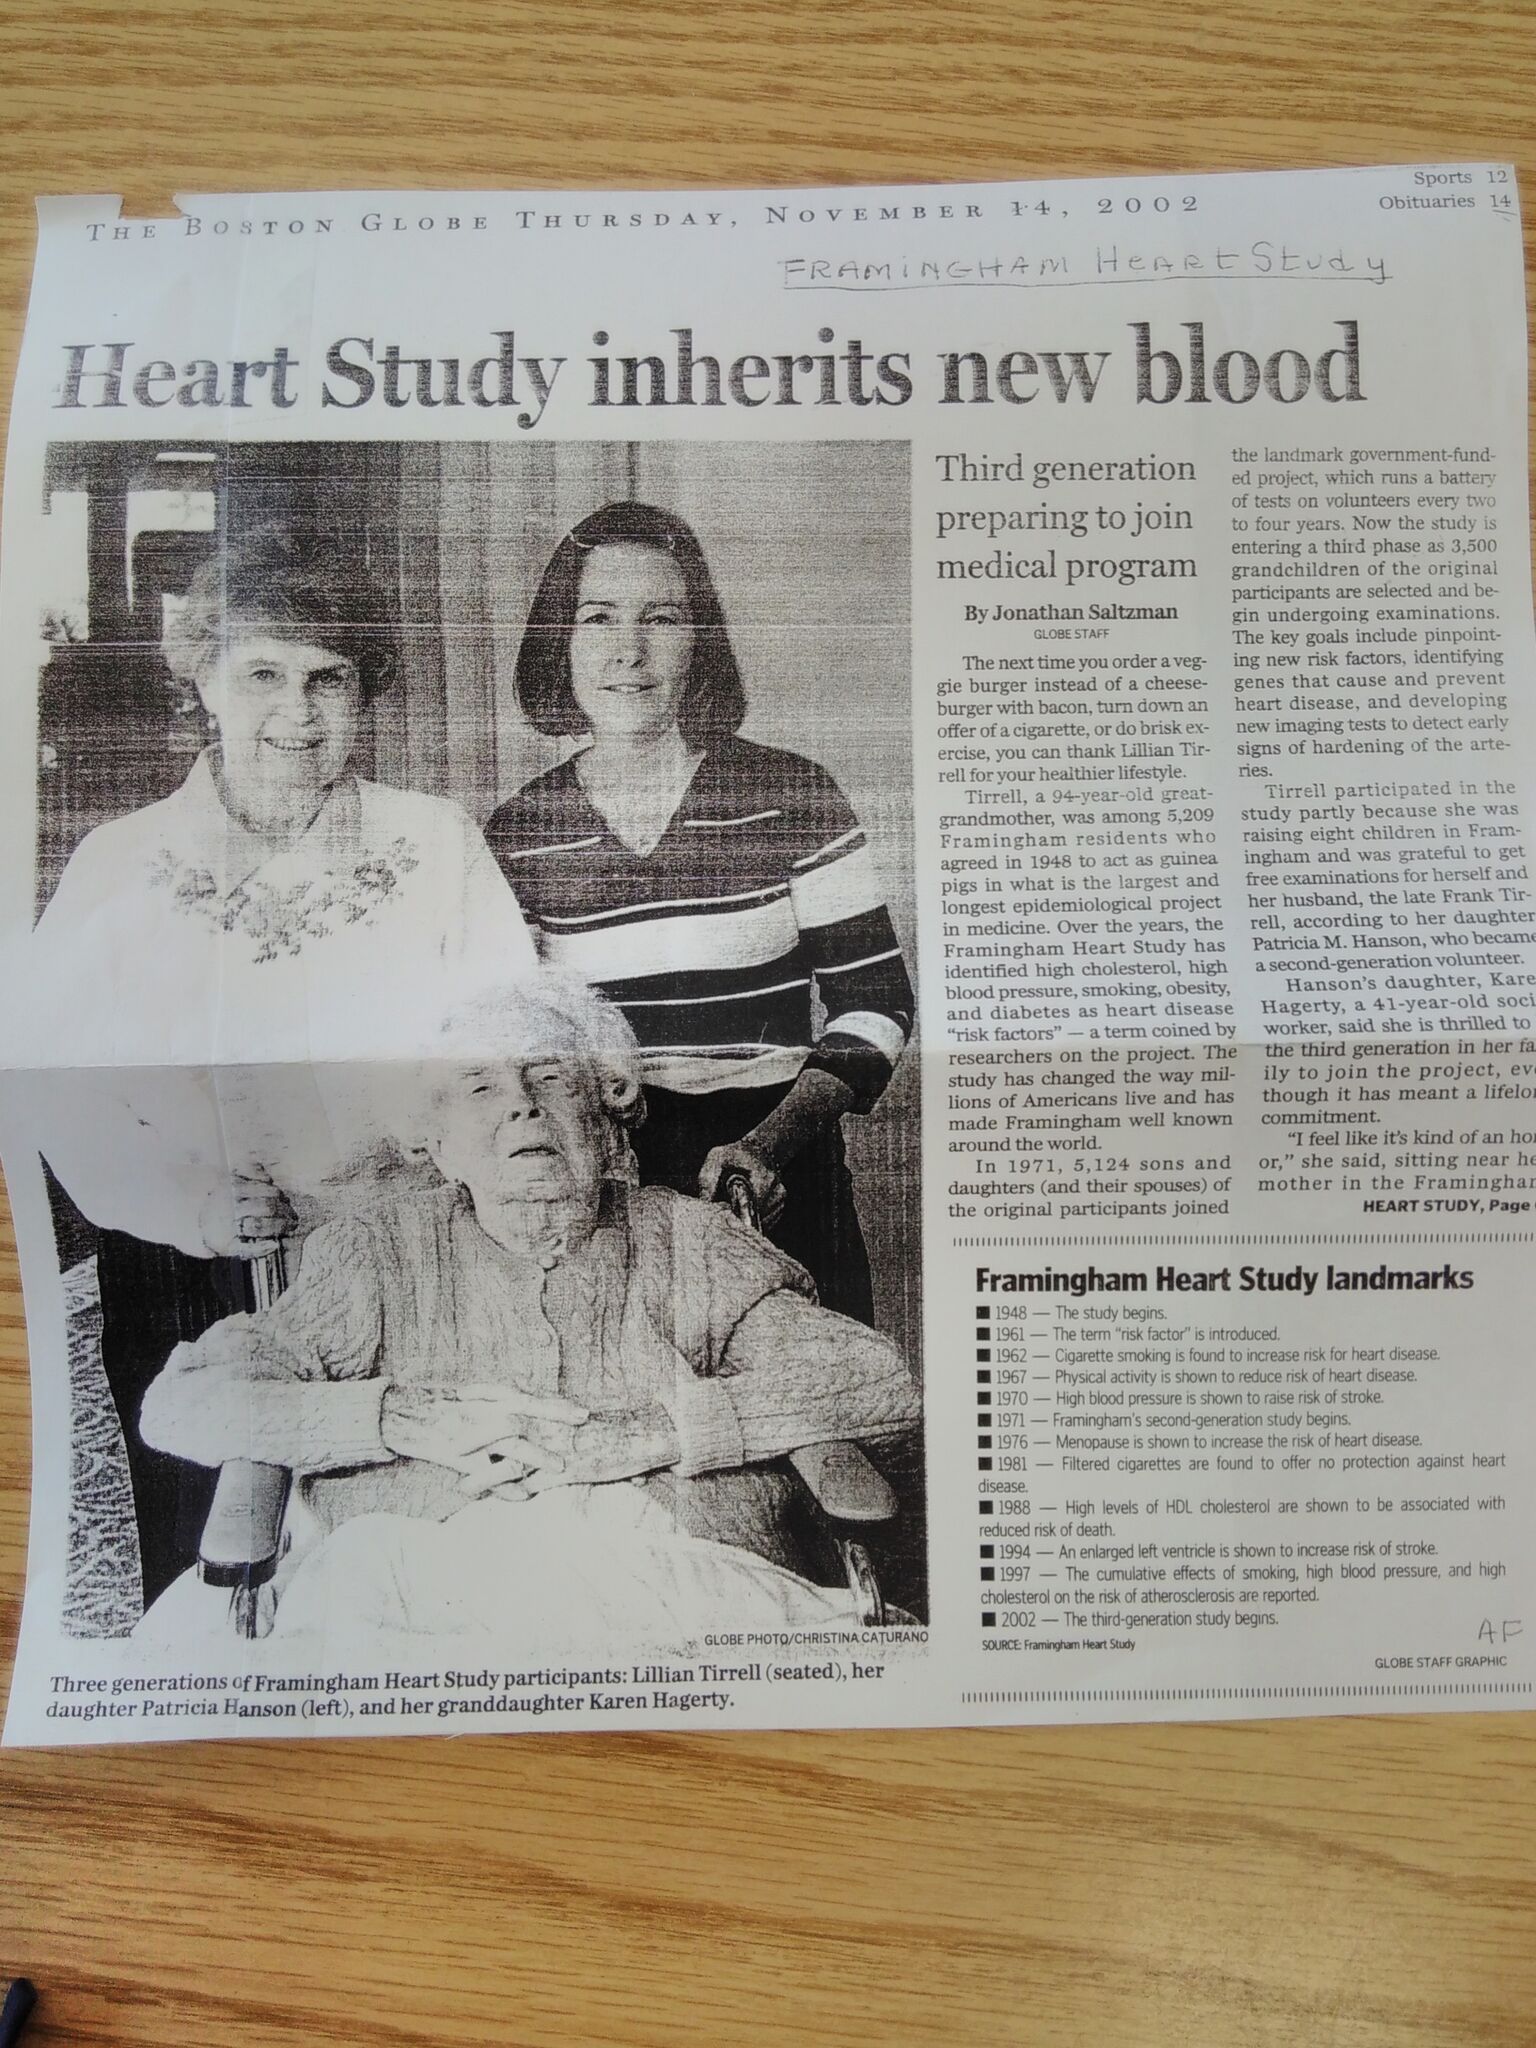 Sports 12
Obituaries 14
THE BOSTON GLOBE THURSDAY, NOVEMBER 14, 2002
FRAMINGHAM HEART STUDY
Heart Study inherits new blood
GLOBE PHOTO/CHRISTINA CATURANO
Three generations of Framingham Heart Study participants: Lillian Tirrell (seated), her
daughter Patricia Hanson (left), and her granddaughter Karen Hagerty.
Third generation
preparing to join
medical program
By Jonathan Saltzman
GLOBE STAFF
The next time you order a veg-
gie burger instead of a cheese-
burger with bacon, turn down an
offer of a cigarette, or do brisk ex-
ercise, you can thank Lillian Tir-
rell for your healthier lifestyle.
Tirrell, a 94-year-old great-
grandmother, was among 5,209
Framingham residents who
agreed in 1948 to act as guinea
pigs in what is the largest and
longest epidemiological project
in medicine. Over the years, the
Framingham Heart Study has
identified high cholesterol, high
blood pressure, smoking, obesity,
and diabetes as heart disease
"risk factors" — a term coined by
researchers on the project. The
study has changed the way mil-
lions of Americans live and has
made Framingham well known
around the world.
In 1971, 5,124 sons and
daughters (and their spouses) of
the original participants joined
the landmark government-fund-
ed project, which runs a battery
of tests on volunteers every two
to four years. Now the study is
entering a third phase as 3,500
grandchildren of the original
participants are selected and be-
gin undergoing examinations.
The key goals include pinpoint-
ing new risk factors, identifying
genes that cause and prevent
heart disease, and developing
new imaging tests to detect early
signs of hardening of the arte-
ries.
Tirrell participated in the
study partly because she was
raising eight children in Fram-
ingham and was grateful to get
free examinations for herself and
her husband, the late Frank Tir-
rell, according to her daughter
Patricia M. Hanson, who became
a second-generation volunteer.
Hanson's daughter, Kare
Hagerty, a 41-year-old soci
worker, said she is thrilled to
the third generation in her fa
ily to join the project, ev
though it has meant a lifelo
commitment.
"I feel like it's kind of an ho
or," she said, sitting near he
mother in the Framinghar
HEART STUDY, Page
Framingham Heart Study landmarks
■ 1948 — The study begins.
■ 1961 — The term "risk factor" is introduced.
■ 1962 — Cigarette smoking is found to increase risk for heart disease.
■ 1967 — Physical activity is shown to reduce risk of heart disease.
■ 1970 — High blood pressure is shown to raise risk of stroke.
■ 1971 — Framingham's second-generation study begins.
■ 1976 — Menopause is shown to increase the risk of heart disease.
■ 1981 — Filtered cigarettes are found to offer no protection against heart
disease.
■ 1988 — High levels of HDL cholesterol are shown to be associated with
reduced risk of death.
■ 1994 — An enlarged left ventricle is shown to increase risk of stroke.
■ 1997 — The cumulative effects of smoking, high blood pressure, and high
cholesterol on the risk of atherosclerosis are reported.
■ 2002 — The third-generation study begins.
SOURCE: Framingham Heart Study
AF
GLOBE STAFF GRAPHIC